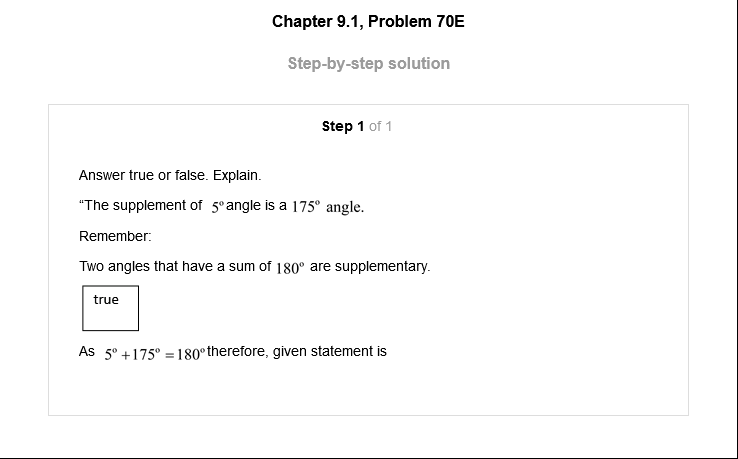 Chapter 9.1, Problem 70E
Step-by-step solution
Step 1 of 1
Answer true or false. Explain.
“The supplement of 5° angle is a 175° angle.
Remember:
Two angles that have a sum of 180° are supplementary.
true
As 5° + 175° = 180° therefore, given statement is